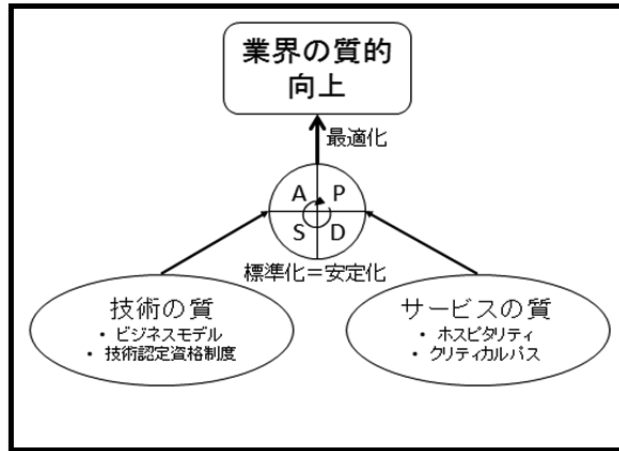 業界の質的
向上
最適化
A P
S D
標準化＝安定化
技術の質
・ ビジネスモデル
・ 技術認定資格制度
サービスの質
・ ホスピタリティ
・ クリティカルパス